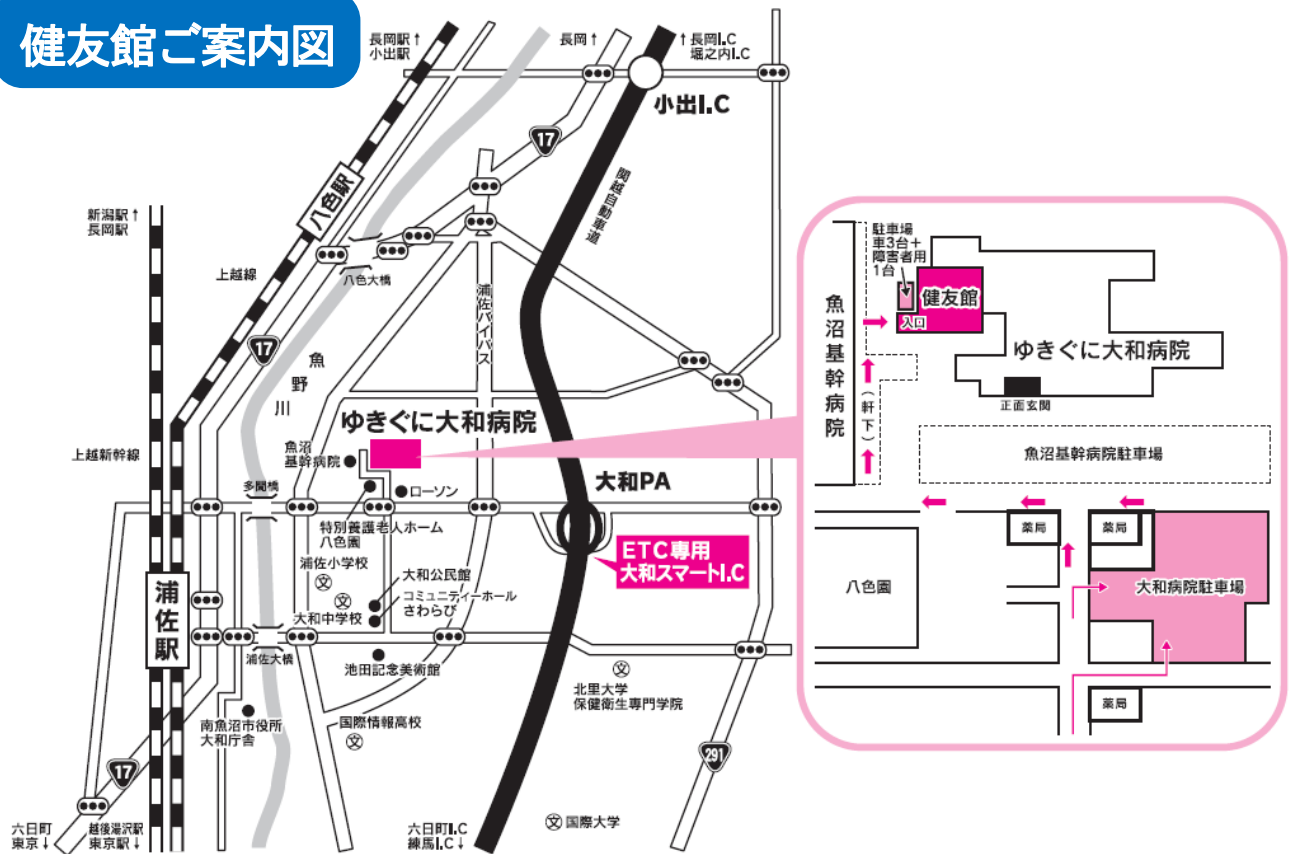 健友館ご案内図
長岡駅↑
小出駅
長岡↑
↑長岡I.C
堀之内I.C
小出I.C
17
関越自動車道
八色駅
新潟駅↑
長岡駅
上越線
八色大橋
浦佐バイパス
17
魚野川
ゆきぐに大和病院
魚沼
基幹病院
上越新幹線
多聞橋
ローソン
大和PA
特別養護老人ホーム
八色園
ETC専用
大和スマートI.C
浦佐小学校
文
大和公民館
コミュニティーホール
さわらび
文
大和中学校
浦佐駅
浦佐大橋
池田記念美術館
文
北里大学
保健衛生専門学院
南魚沼市役所
大和庁舎
国際情報高校
文
17
291
六日町
東京↓
越後湯沢駅
東京駅↓
六日町I.C
練馬I.C↓
文国際大学
駐車場
車3台+
障害者用
1台
健友館
入口
魚沼基幹病院
ゆきぐに大和病院
正面玄関
(軒下)
魚沼基幹病院駐車場
薬局
薬局
八色園
大和病院駐車場
薬局